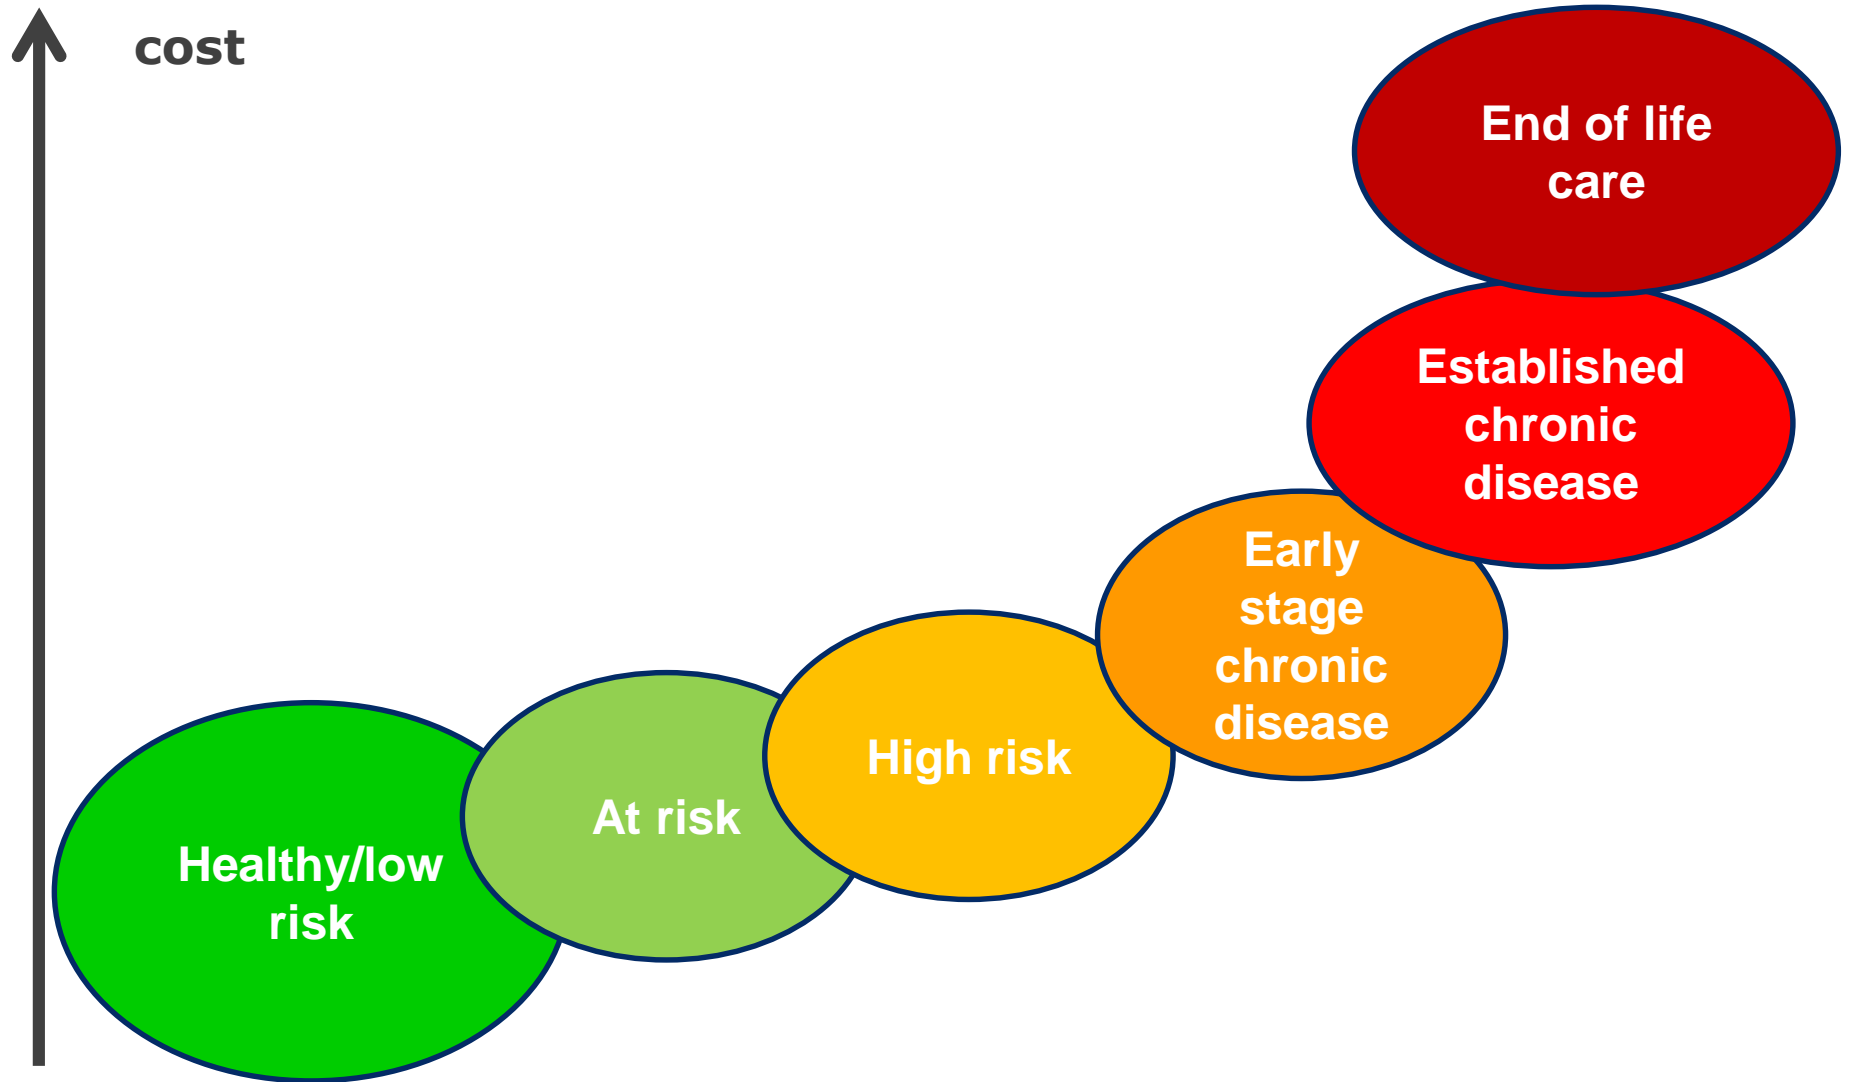 cost
End of life
care
Established
chronic
disease
Early
stage
chronic
disease
High risk
At risk
Healthy/low
risk